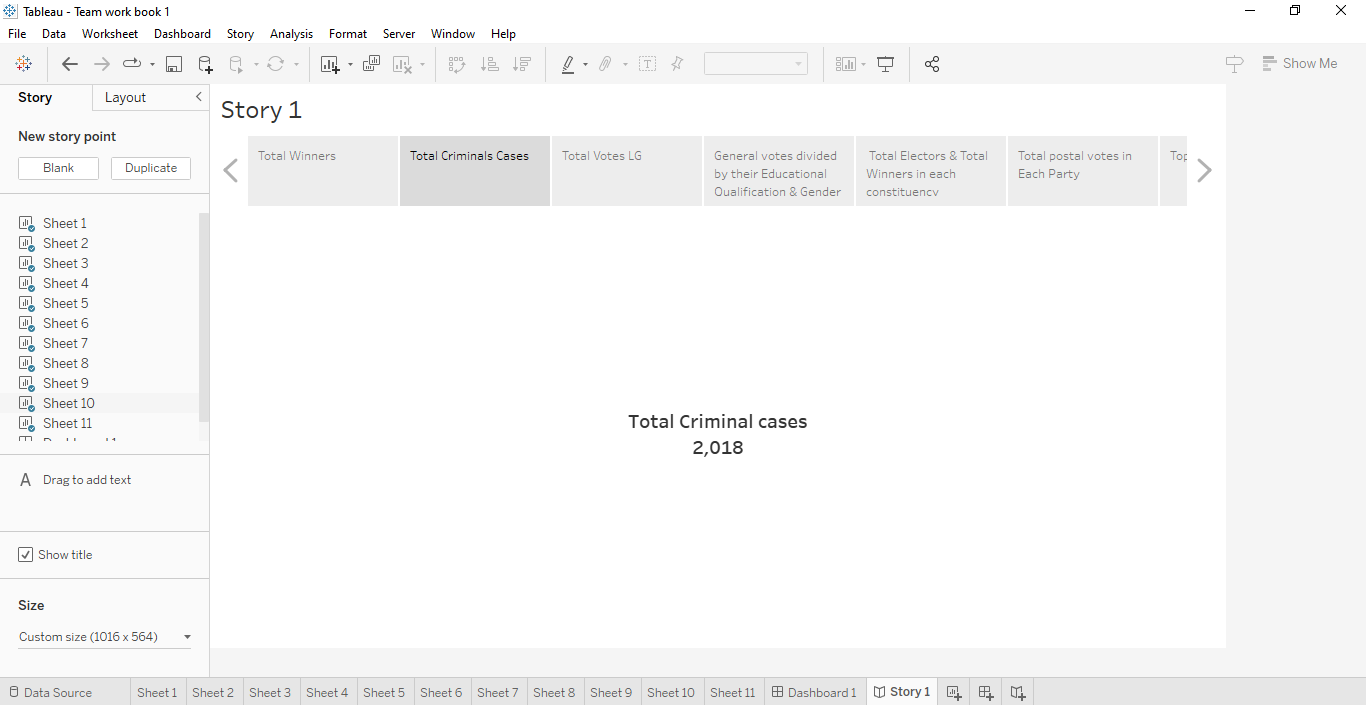 Tableau - Team work book 1
File Data Worksheet Dashboard Story Analysis Format Server Window Help
Show Me
Story Layout
New story point
Blank Duplicate
Sheet 1
Sheet 2
Sheet 3
Sheet 4
Sheet 5
Sheet 6
Sheet 7
Sheet 8
Sheet 9
Sheet 10
Sheet 11
A Drag to add text
Show title
Size
Custom size (1016 x 564)
Story 1
Total Winners
Total Criminals Cases
Total Votes LG
General votes divided
by their Educational
Qualification & Gender
Total Electors & Total
Winners in each
constituency
Total postal votes in
Each Party
Total Criminal cases
2,018
Data Source Sheet 1 Sheet 2 Sheet 3 Sheet 4 Sheet 5 Sheet 6 Sheet 7 Sheet 8 Sheet 9 Sheet 10 Sheet 11 Dashboard 1 Story 1